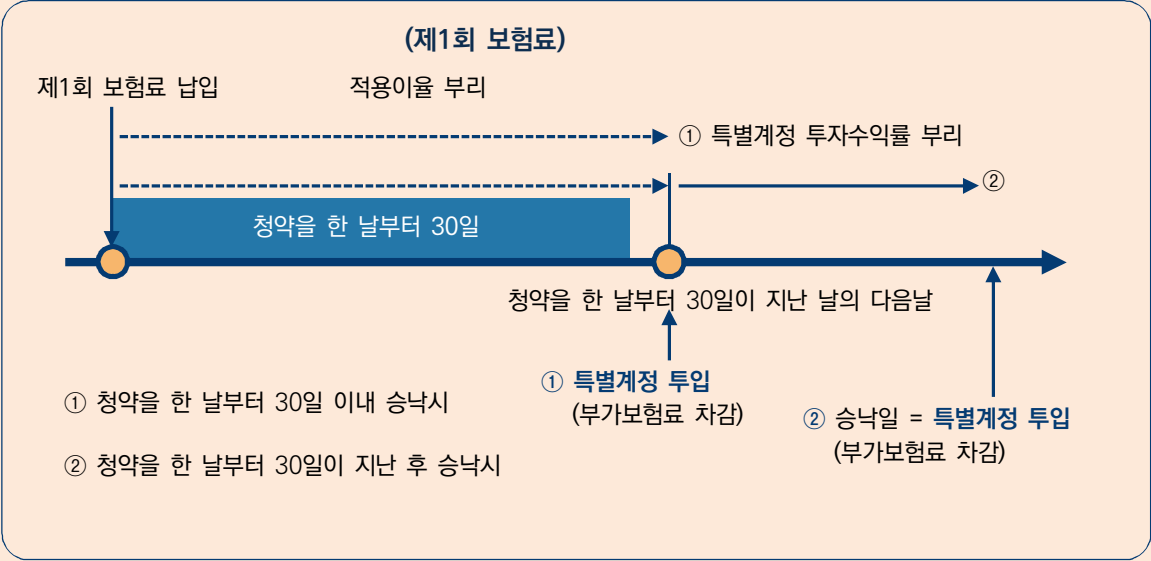 (제1회 보험료)
제1회 보험료 납입
적용이율 부리
① 특별계정 투자수익률 부리
②
청약을 한 날부터 30일
청약을 한 날부터 30일이 지난 날의 다음날
① 특별계정 투입
(부가보험료 차감)
② 승낙일 = 특별계정 투입
(부가보험료 차감)
① 청약을 한 날부터 30일 이내 승낙시
② 청약을 한 날부터 30일이 지난 후 승낙시